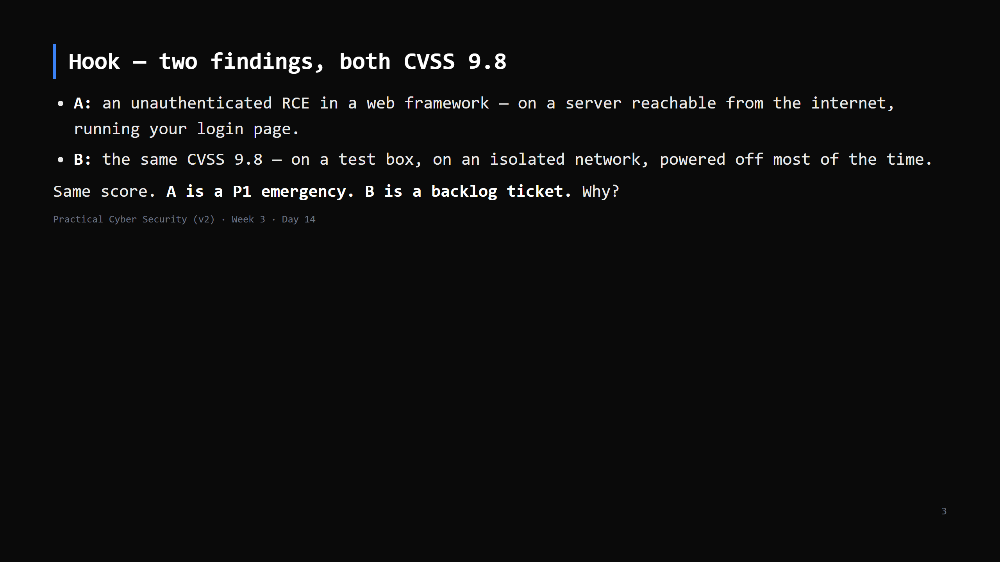 Hook — two findings, both CVSS 9.8
• A: an unauthenticated RCE in a web framework — on a server reachable from the internet,
running your login page.
• B: the same CVSS 9.8 — on a test box, on an isolated network, powered off most of the time.
Same score. A is a P1 emergency. B is a backlog ticket. Why?
Practical Cyber Security (v2) · Week 3 · Day 14
3